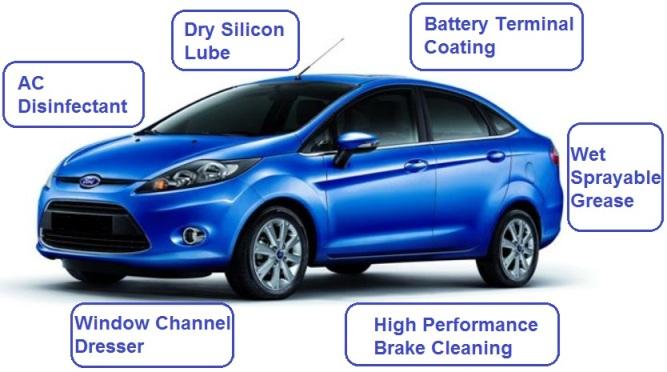 Dry Silicon
Lube
Battery Terminal
Coating
AC
Disinfectant
Wet
Sprayable
Grease
Ford
Window Channel
Dresser
High Performance
Brake Cleaning